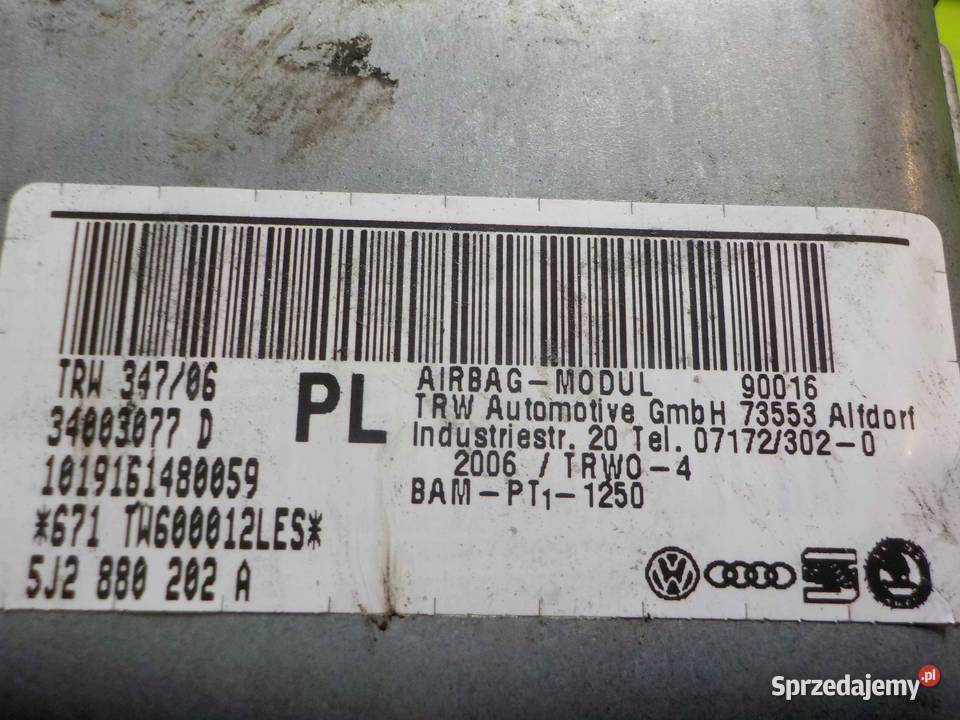 TRW 347/06
34003077 D
1019161480059
*671 TW600012LES*
5J2 880 202 A
PL
AIRBAG-MODUL 90016
TRW Automotive GmbH 73553 Alfdorf
Industriestr. 20 Tel. 07172/302-0
2006 / TRWO-4
BAM-PT1-1250
Sprzedajemy.pl